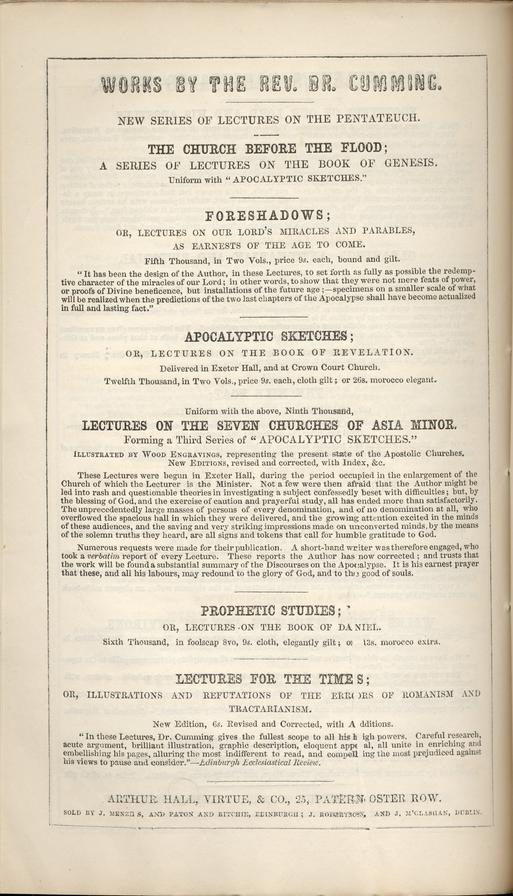 WORKS BY THE REV. DR. CUMMING.
NEW SERIES OF LECTURES ON THE PENTATEUCH.
THE CHURCH BEFORE THE FLOOD;
A SERIES OF LECTURES ON THE BOOK OF GENESIS.
Uniform with "APOCALYPTIC SKETCHES."
FORESHADOWS;
OR, LECTURES ON OUR LORD'S MIRACLES AND PARABLES,
AS EARNESTS OF THE AGE TO COME.
Fifth Thousand, in Two Vols., price 9s. each, bound and gilt.
"It has been the design of the Author, in these Lectures, to set forth as fully as possible the redemp-
tive character of the miracles of our Lord; in other words, to show that they were not mere feats of power,
or proofs of Divine beneficence, but installations of the future age;—specimens on a smaller scale of what
will be realized when the predictions of the two last chapters of the Apocalypse shall have become actualized
in full and lasting fact."
APOCALYPTIC SKETCHES;
OR, LECTURES ON THE BOOK OF REVELATION.
Delivered in Exeter Hall, and at Crown Court Church.
Twelfth Thousand, in Two Vols., price 9s. each, cloth gilt; or 26s. morocco elegant.
Uniform with the above, Ninth Thousand,
LECTURES ON THE SEVEN CHURCHES OF ASIA MINOR.
Forming a Third Series of "APOCALYPTIC SKETCHES."
ILLUSTRATED BY WOOD ENGRAVINGS, representing the present state of the Apostolic Churches.
NEW EDITIONS, revised and corrected, with Index, &c.
These Lectures were begun in Exeter Hall, during the period occupied in the enlargement of the
Church of which the Lecturer is the Minister. Not a few were then afraid that the Author might be
led into rash and questionable theories in investigating a subject confessedly beset with difficulties; but, by
the blessing of God, and the exercise of caution and prayerful study, all has ended more than satisfactorily.
The unprecedentedly large masses of persons of every denomination, and of no denomination at all, who
overflowed the spacious hall in which they were delivered, and the growing attention excited in the minds
of these audiences, and the saving and very striking impressions made on unconverted minds, by the means
of the solemn truths they heard, are all signs and tokens that call for humble gratitude to God.
Numerous requests were made for their publication. A short-hand writer was therefore engaged, who
took a verbatim report of every Lecture. These reports the Author has now corrected; and trusts that
the work will be found a substantial summary of the Discourses on the Apocalypse. It is his earnest prayer
that these, and all his labours, may redound to the glory of God, and to the good of souls.
PROPHETIC STUDIES;
OR, LECTURES ON THE BOOK OF DANIEL.
Sixth Thousand, in foolscap 8vo, 9s. cloth, elegantly gilt; or 13s. morocco extra.
LECTURES FOR THE TIMES;
OR, ILLUSTRATIONS AND REFUTATIONS OF THE ERRORS OF ROMANISM AND
TRACTARIANISM.
New Edition, 6s. Revised and Corrected, with Additions.
"In these Lectures, Dr. Cumming gives the fullest scope to all his high powers. Careful research,
acute argument, brilliant illustration, graphic description, eloquent appeal, all unite in enriching and
embellishing his pages, alluring the most indifferent to read, and compelling the most prejudiced against
his views to pause and consider."—Edinburgh Ecclesiastical Review.
ARTHUR HALL, VIRTUE, & CO., 25, PATERNOSTER ROW.
SOLD BY J. MENZIES, AND PATON AND RITCHIE, EDINBURGH; J. ROBERTSON, AND J. M'GLASHAN, DUBLIN.